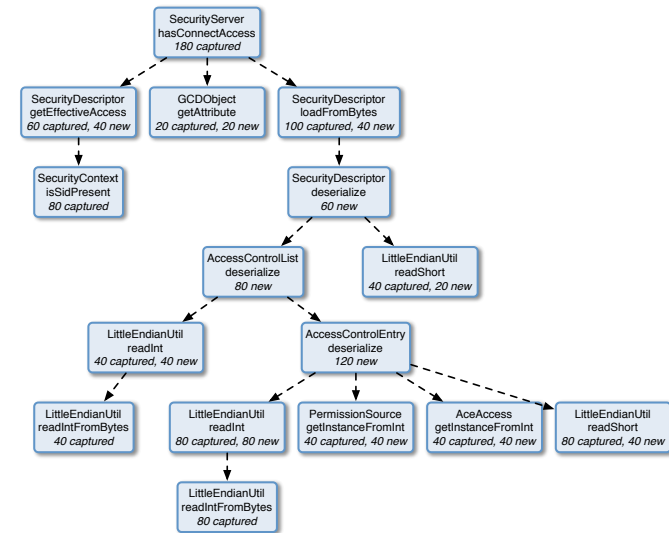 SecurityServer
hasConnectAccess
180 captured
SecurityDescriptor
getEffectiveAccess
60 captured, 40 new
GCDObject
getAttribute
20 captured, 20 new
SecurityDescriptor
loadFromBytes
100 captured, 40 new
SecurityContext
isSidPresent
80 captured
SecurityDescriptor
deserialize
60 new
AccessControlList
deserialize
80 new
LittleEndianUtil
readShort
40 captured, 20 new
LittleEndianUtil
readInt
40 captured, 40 new
AccessControlEntry
deserialize
120 new
LittleEndianUtil
readIntFromBytes
40 captured
LittleEndianUtil
readInt
80 captured, 80 new
PermissionSource
getInstanceFromInt
40 captured, 40 new
AceAccess
getInstanceFromInt
40 captured, 40 new
LittleEndianUtil
readShort
80 captured, 40 new
LittleEndianUtil
readIntFromBytes
80 captured